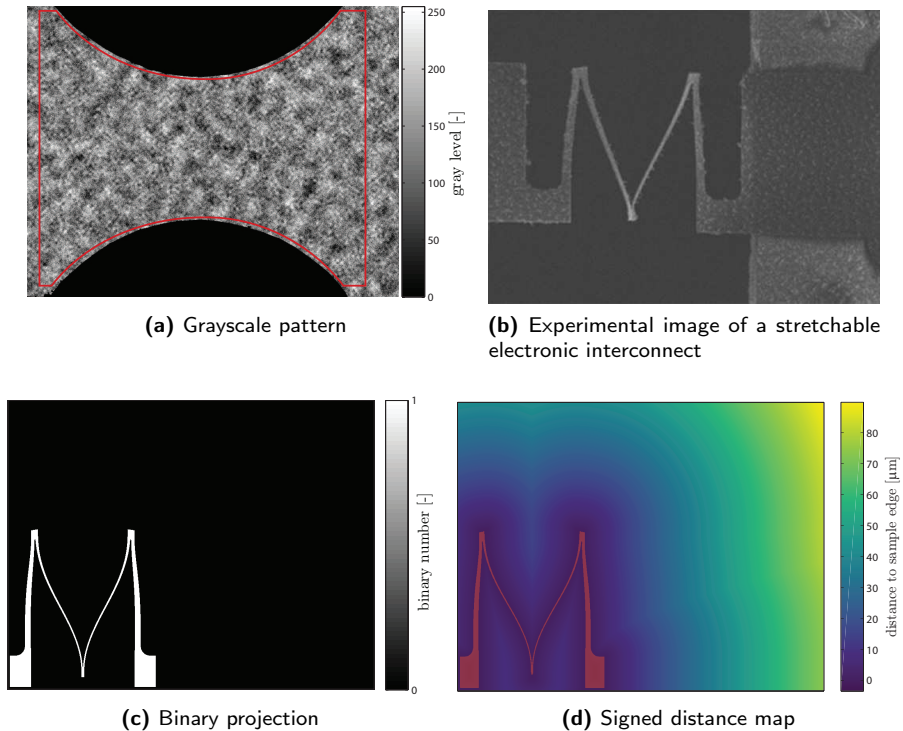 250
200
150
100
50
0
gray level [-]
(a) Grayscale pattern
(b) Experimental image of a stretchable
electronic interconnect
1
0
binary number [-]
(c) Binary projection
80
70
60
50
40
30
20
10
0
distance to sample edge [µm]
(d) Signed distance map